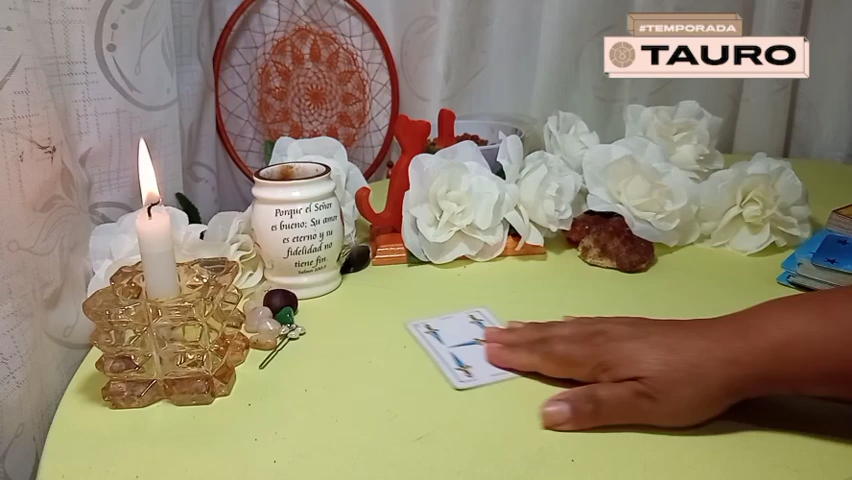 #TEMPORADA
TAURO
Porque el Señor
es bueno; Su amor
es eterno y su
fidelidad no
tiene fin.